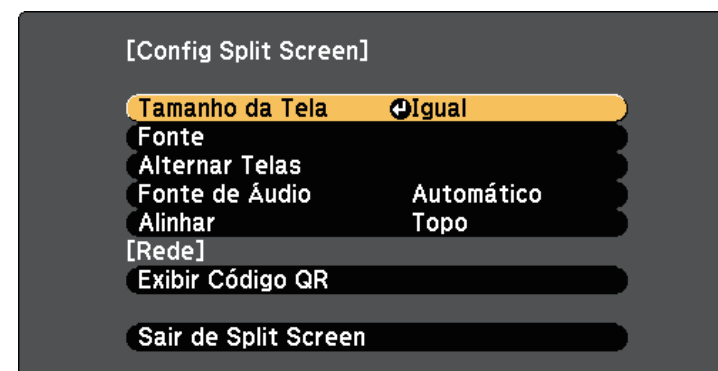 [Config Split Screen]
Tamanho da Tela Igual
Fonte
Alternar Telas
Fonte de Áudio Automático
Alinhar Topo
[Rede]
Exibir Código QR
Sair de Split Screen